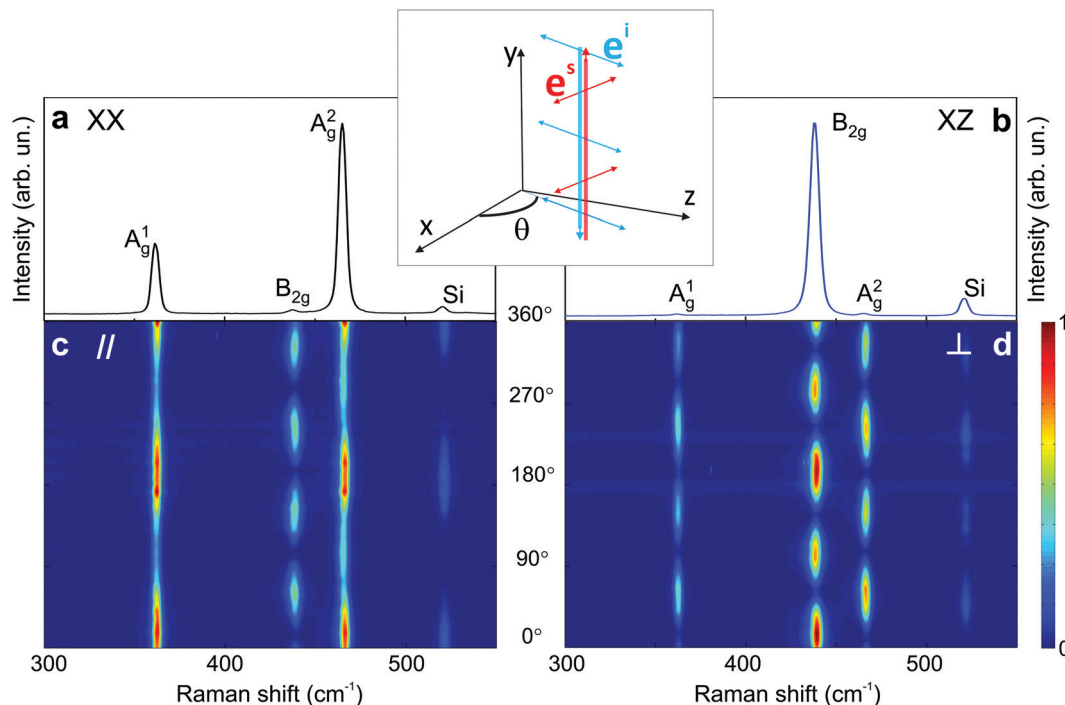 a XX
A_g^1
B_2g
A_g^2
Si
Intensity (arb. un.)
y
e^i
e^s
x
z
θ
XZ b
B_2g
A_g^1
A_g^2
Si
Intensity (arb. un.)
c //
360°
270°
180°
90°
0°
⊥ d
1
0
300 400 500
Raman shift (cm⁻¹)
300 400 500
Raman shift (cm⁻¹)